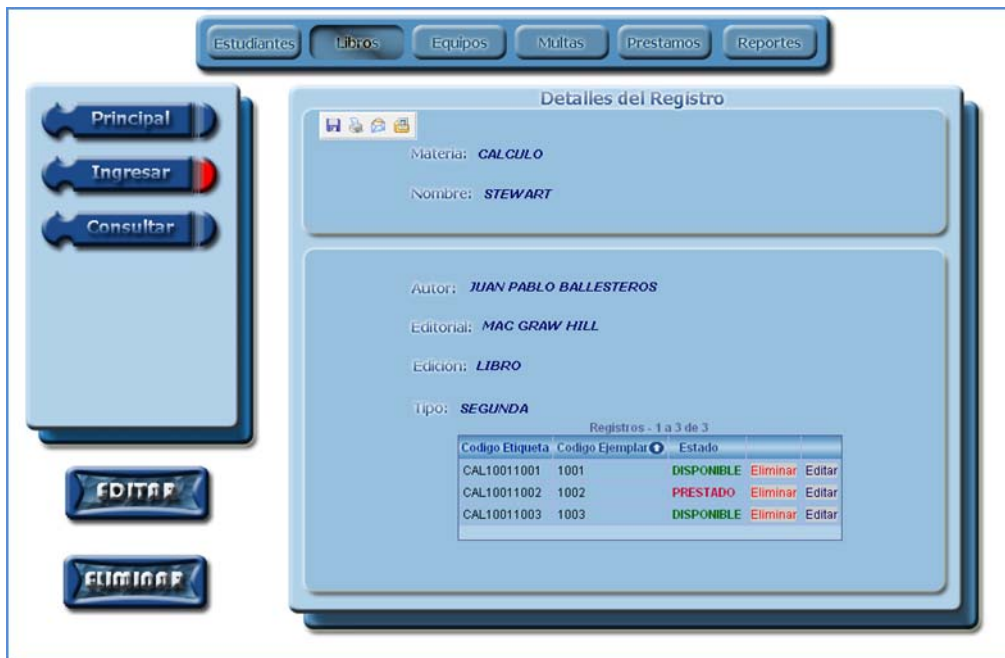 Estudiantes Libros Equipos Multas Prestamos Reportes
Principal
Ingresar
Consultar
EDITAR
ELIMINAR
Detalles del Registro
Materia: CALCULO
Nombre: STEWART
Autor: JUAN PABLO BALLESTEROS
Editorial: MAC GRAW HILL
Edición: LIBRO
Tipo: SEGUNDA
Registros - 1 a 3 de 3
Codigo Etiqueta Codigo Ejemplar Estado
CAL10011001 1001 DISPONIBLE Eliminar Editar
CAL10011002 1002 PRESTADO Eliminar Editar
CAL10011003 1003 DISPONIBLE Eliminar Editar